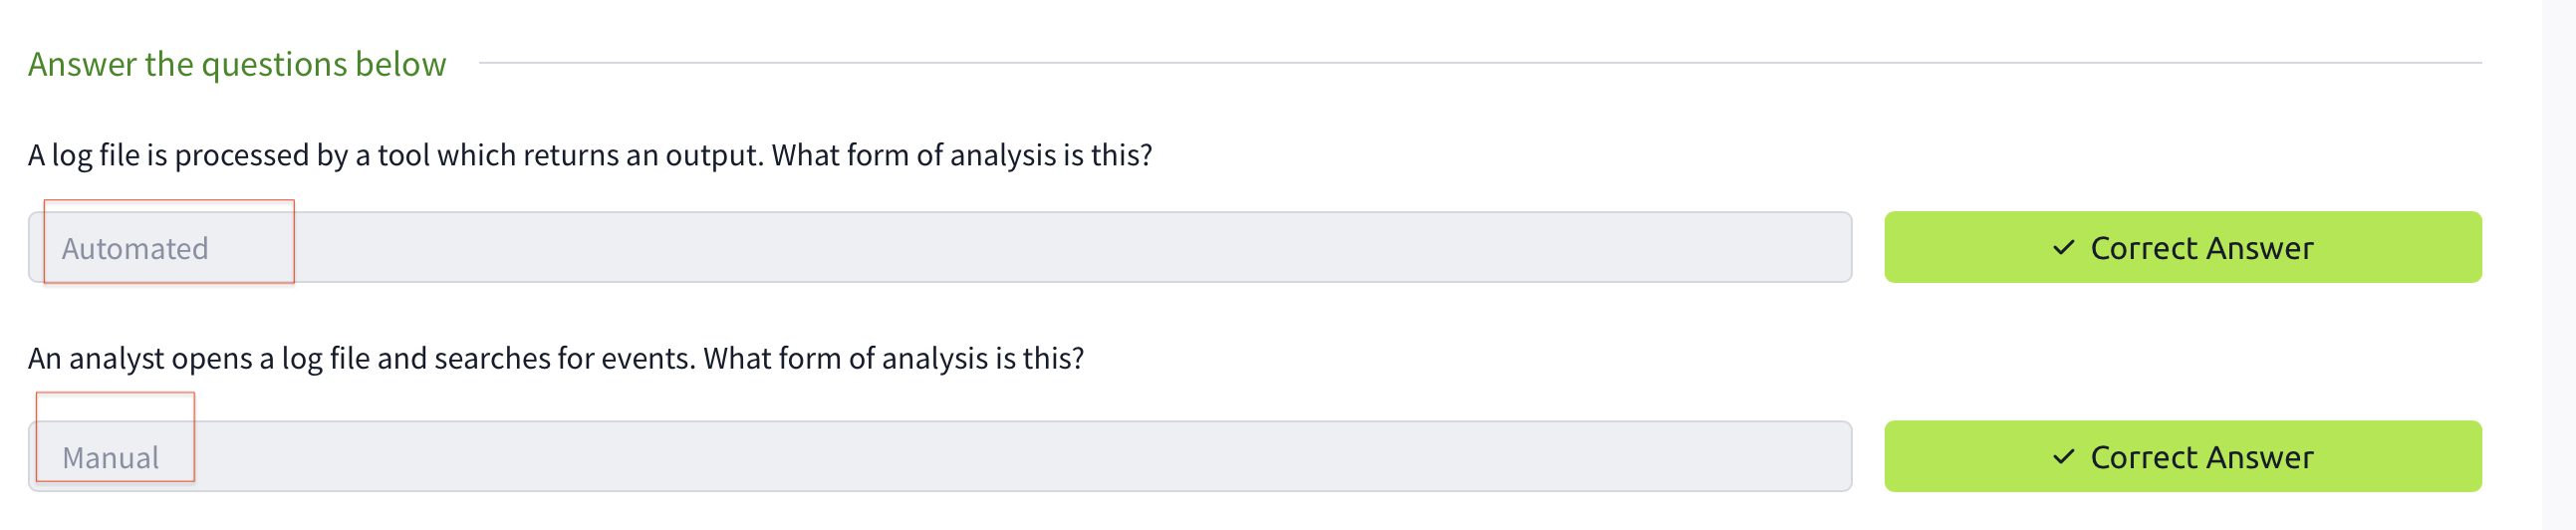 Answer the questions below
A log file is processed by a tool which returns an output. What form of analysis is this?
Automated
Correct Answer
An analyst opens a log file and searches for events. What form of analysis is this?
Manual
Correct Answer